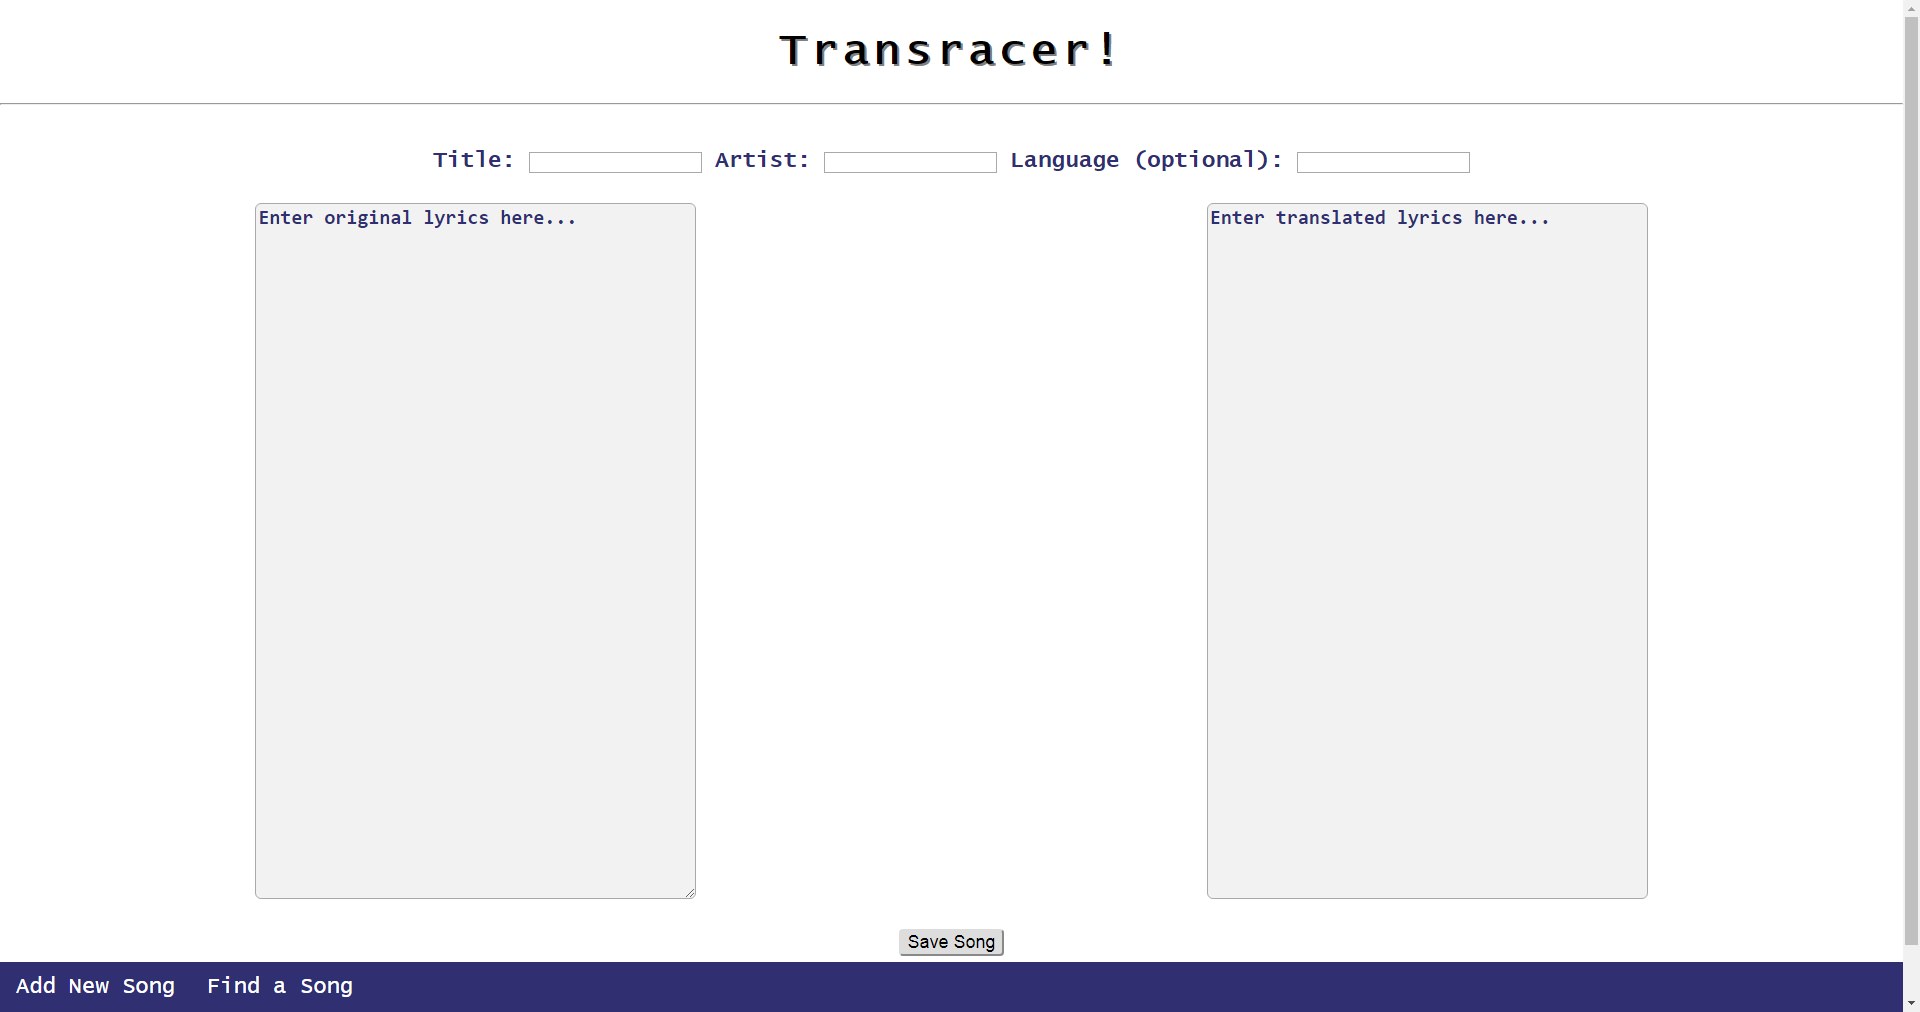 Transracer!
Title: Artist: Language (optional):
Enter original lyrics here...
Enter translated lyrics here...
Save Song
Add New Song Find a Song